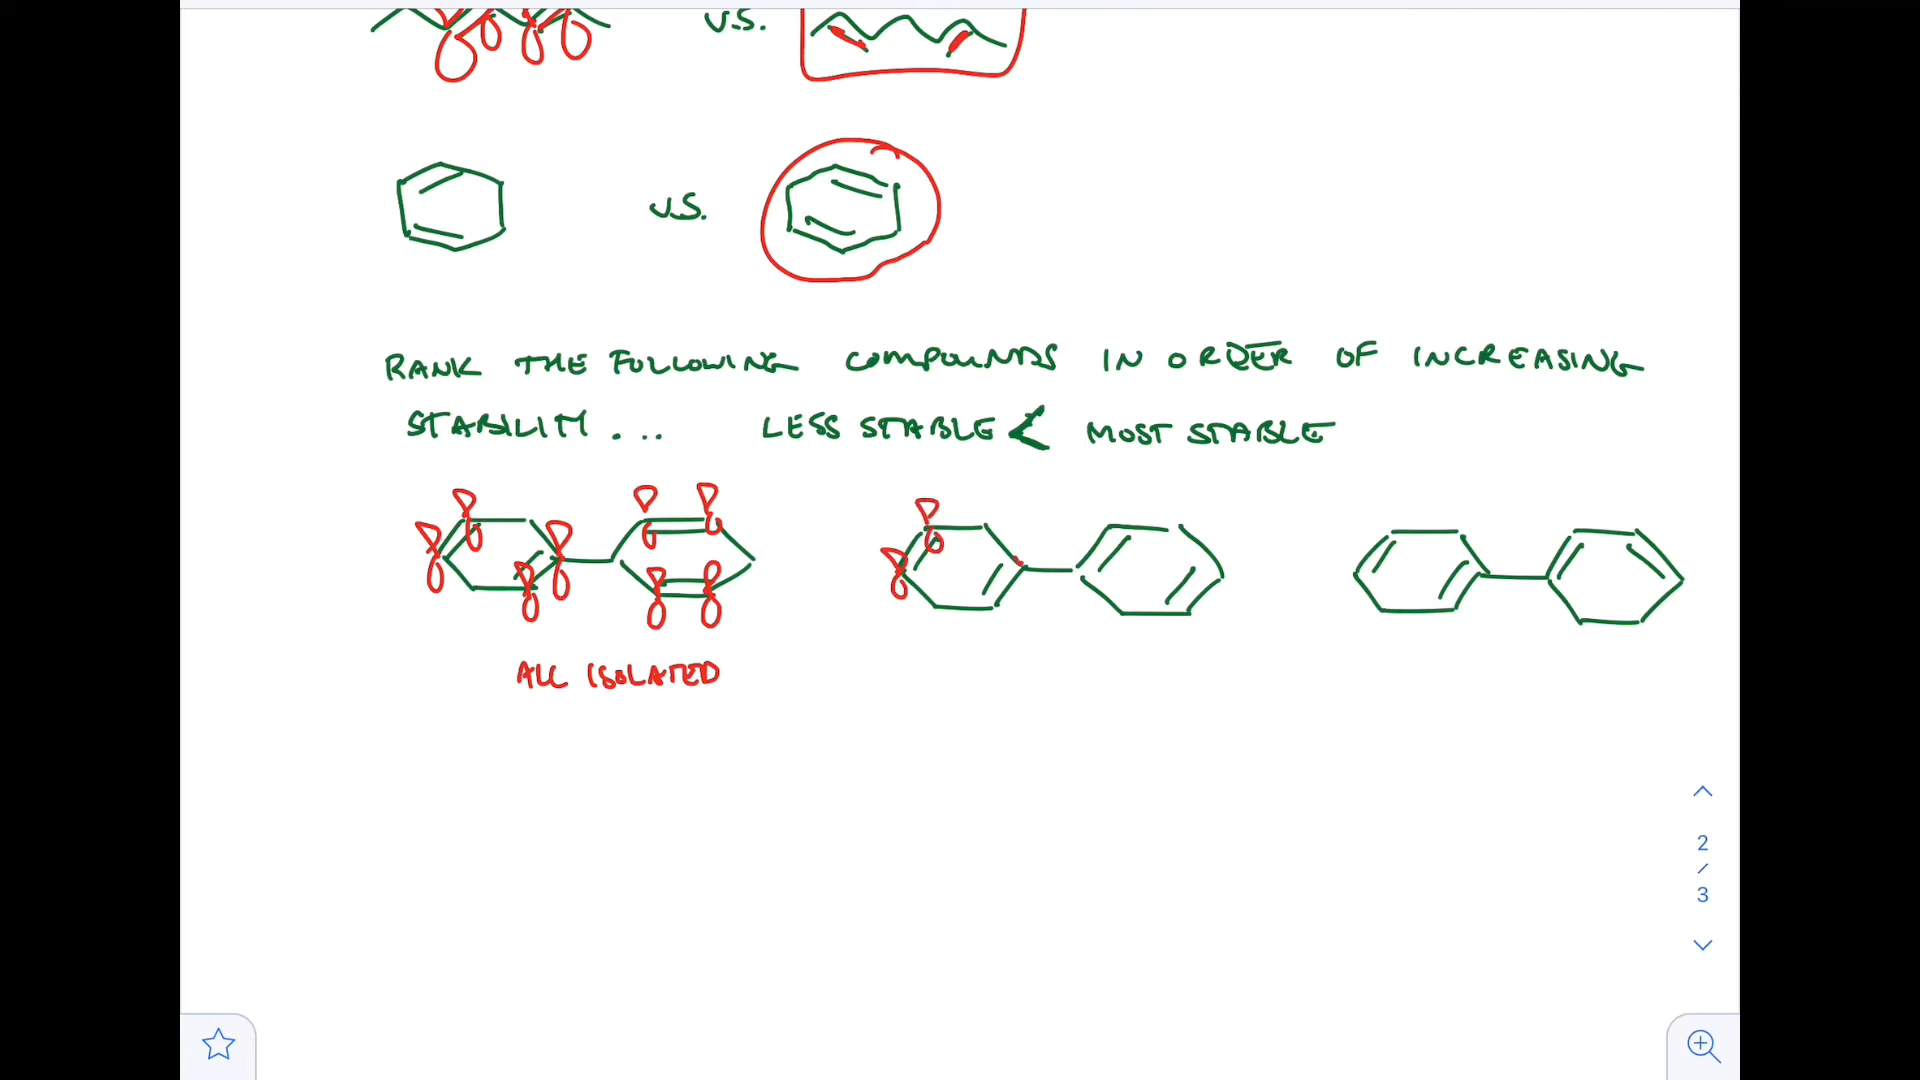 v.s.
v.s.
RANK THE FOLLOWING COMPOUNDS IN ORDER OF INCREASING
STABILITY ... LESS STABLE < MOST STABLE
ALL ISOLATED
2
/
3